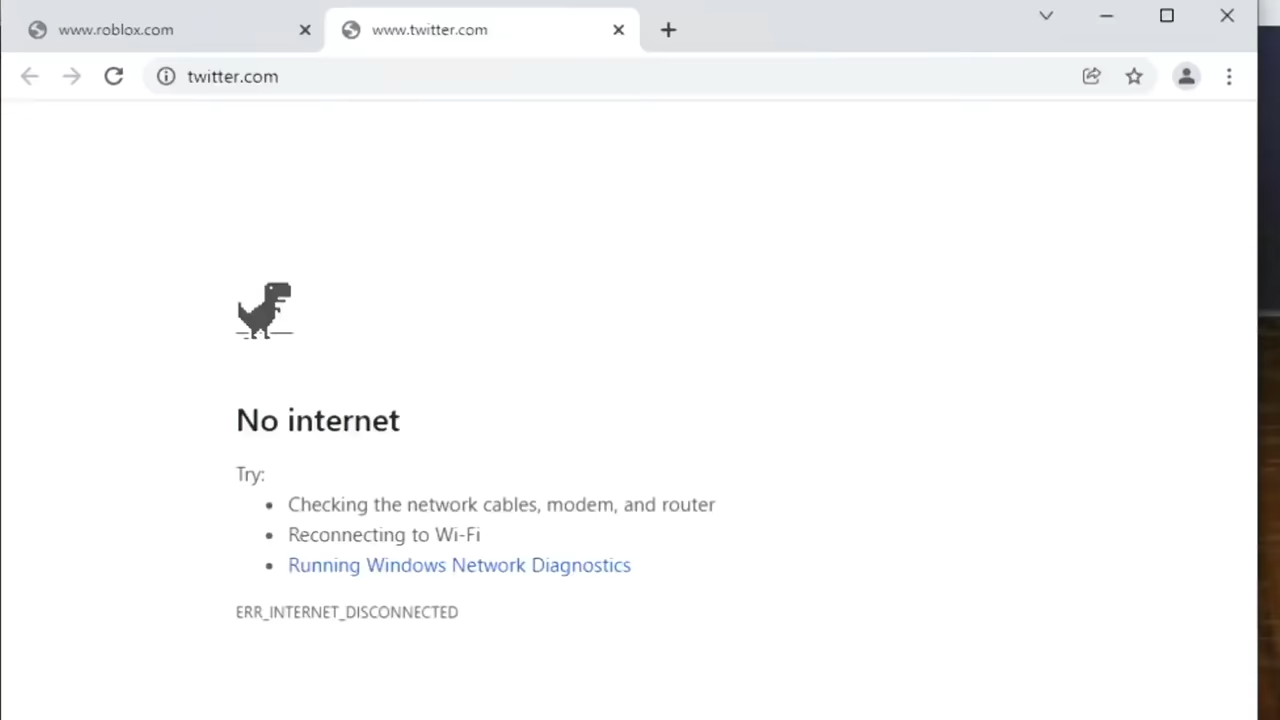 www.roblox.com
www.twitter.com
twitter.com
No internet
Try:
Checking the network cables, modem, and router
Reconnecting to Wi-Fi
Running Windows Network Diagnostics
ERR_INTERNET_DISCONNECTED